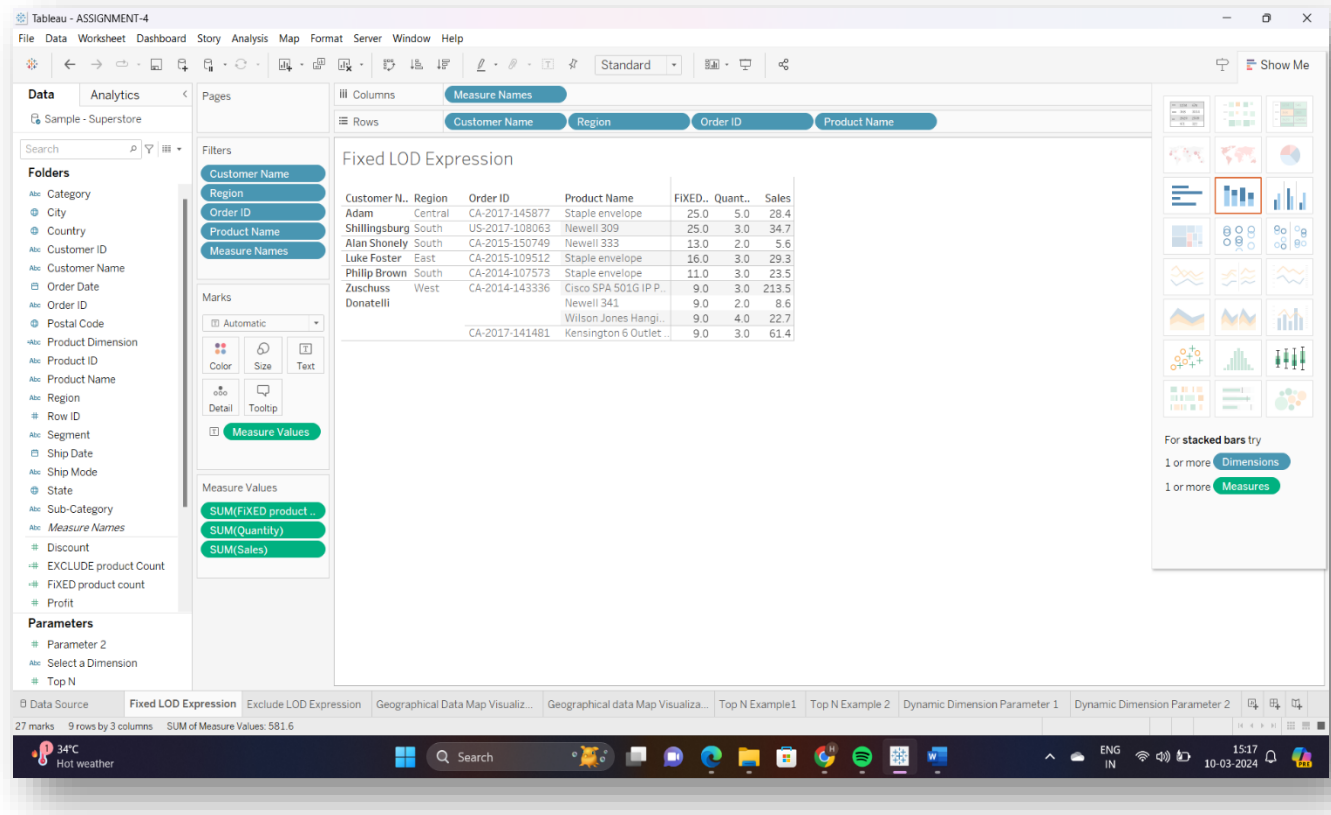 Tableau - ASSIGNMENT-4
File Data Worksheet Dashboard Story Analysis Map Format Server Window Help
Standard
Show Me
Data Analytics
Sample - Superstore
Search
Folders
Abc Category
City
Country
Abc Customer ID
Abc Customer Name
Order Date
Abc Order ID
Postal Code
=Abc Product Dimension
Abc Product ID
Abc Product Name
Abc Region
# Row ID
Abc Segment
Ship Date
Abc Ship Mode
State
Abc Sub-Category
Abc Measure Names
# Discount
=# EXCLUDE product Count
=# FiXED product count
# Profit
Parameters
# Parameter 2
Abc Select a Dimension
# Top N
Pages
Filters
Customer Name
Region
Order ID
Product Name
Measure Names
Marks
Automatic
Color Size Text
Detail Tooltip
Measure Values
Measure Values
SUM(FiXED product ..
SUM(Quantity)
SUM(Sales)
Columns Measure Names
Rows Customer Name Region Order ID Product Name
Fixed LOD Expression
Customer N.. Region Order ID Product Name FiXED.. Quant.. Sales
Adam Central CA-2017-145877 Staple envelope 25.0 5.0 28.4
Shillingsburg South US-2017-108063 Newell 309 25.0 3.0 34.7
Alan Shonely South CA-2015-150749 Newell 333 13.0 2.0 5.6
Luke Foster East CA-2015-109512 Staple envelope 16.0 3.0 29.3
Philip Brown South CA-2014-107573 Staple envelope 11.0 3.0 23.5
Zuschuss West CA-2014-143336 Cisco SPA 501G IP P.. 9.0 3.0 213.5
Donatelli Newell 341 9.0 2.0 8.6
Wilson Jones Hangi.. 9.0 4.0 22.7
CA-2017-141481 Kensington 6 Outlet .. 9.0 3.0 61.4
For stacked bars try
1 or more Dimensions
1 or more Measures
Data Source Fixed LOD Expression Exclude LOD Expression Geographical Data Map Visualiz... Geographical data Map Visualiza... Top N Example1 Top N Example 2 Dynamic Dimension Parameter 1 Dynamic Dimension Parameter 2
27 marks 9 rows by 3 columns SUM of Measure Values: 581.6
1 34°C
Hot weather
Search
ENG
IN
15:17
10-03-2024
PRE